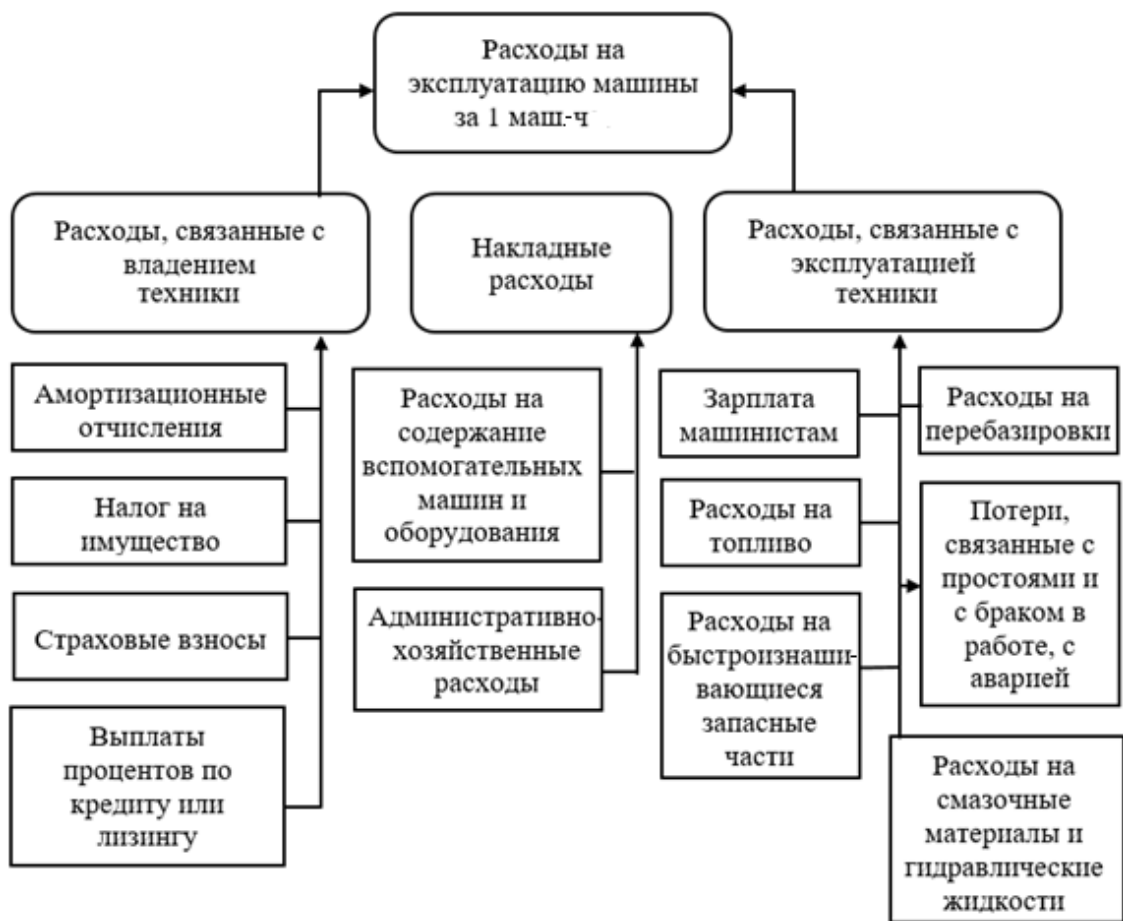 Расходы на
эксплуатацию машины
за 1 маш.-ч
Расходы, связанные с
владением
техники
Накладные
расходы
Расходы, связанные с
эксплуатацией
техники
Амортизационные
отчисления
Налог на
имущество
Страховые взносы
Выплаты
процентов по
кредиту или
лизингу
Расходы на
содержание
вспомогательных
машин и
оборудования
Административно-
хозяйственные
расходы
Зарплата
машинистам
Расходы на
топливо
Расходы на
быстроизнаши-
вающиеся
запасные
части
Расходы на
перебазировки
Потери,
связанные с
простоями и
с браком в
работе, с
аварией
Расходы на
смазочные
материалы и
гидравлические
жидкости